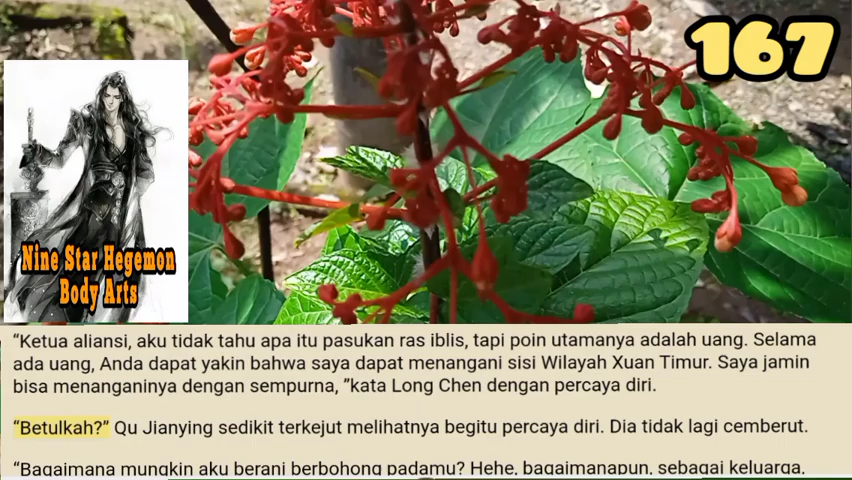 167
Nine Star Hegemon
Body Arts
“Ketua aliansi, aku tidak tahu apa itu pasukan ras iblis, tapi poin utamanya adalah uang. Selama
ada uang, Anda dapat yakin bahwa saya dapat menangani sisi Wilayah Xuan Timur. Saya jamin
bisa menanganinya dengan sempurna, ”kata Long Chen dengan percaya diri.
“Betulkah?” Qu Jianying sedikit terkejut melihatnya begitu percaya diri. Dia tidak lagi cemberut.
“Bagaimana mungkin aku berani berbohong padamu? Hehe, bagaimanapun, sebagai keluarga,